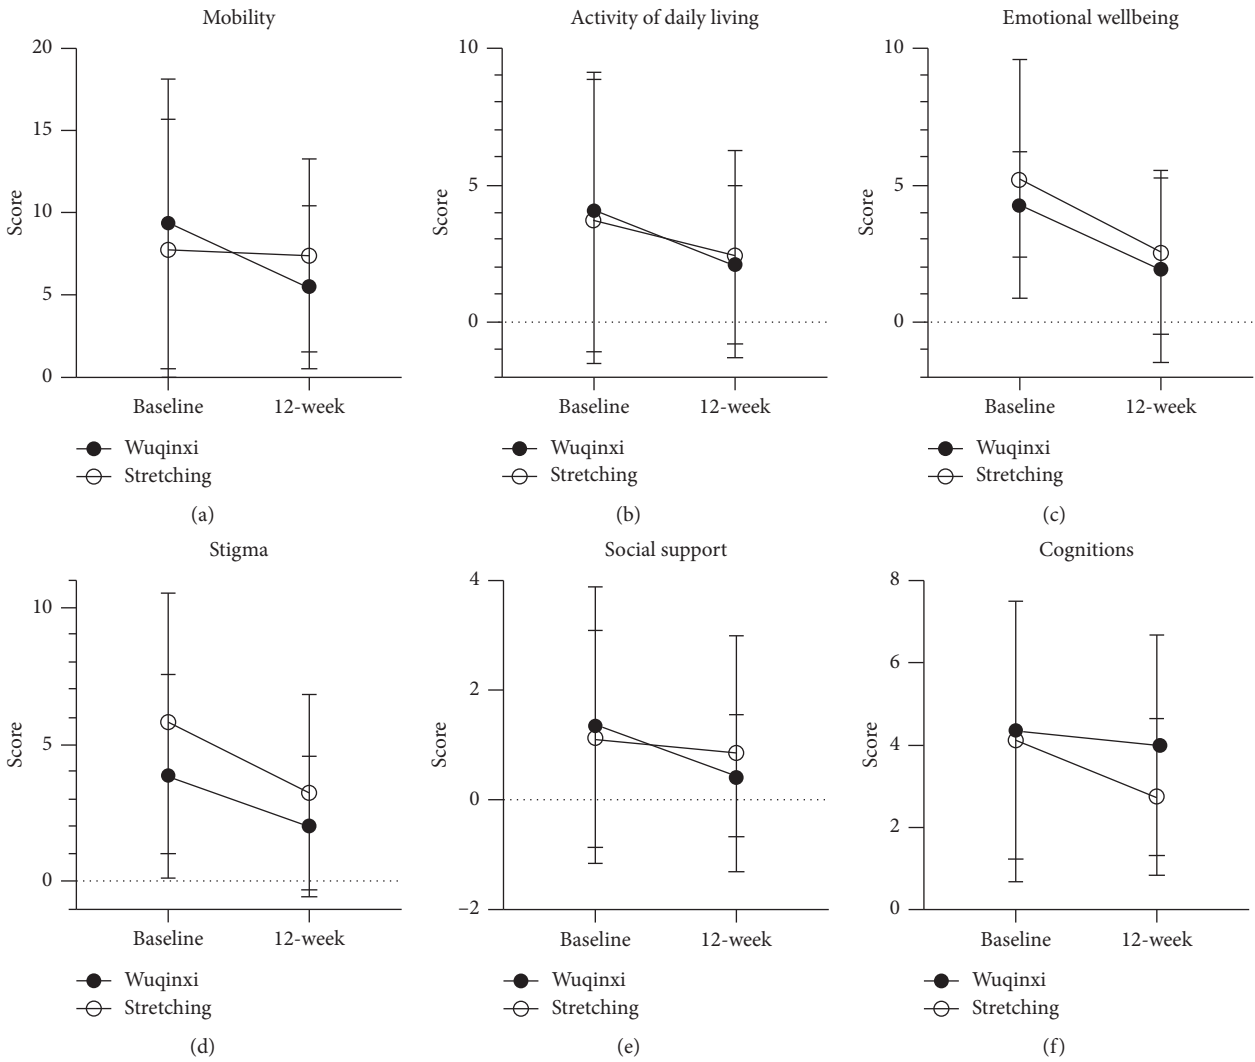 Mobility
Score
20
15
10
5
0
Baseline 12-week
Wuqinxi
Stretching
(a)
Activity of daily living
Score
10
5
0
Baseline 12-week
Wuqinxi
Stretching
(b)
Emotional wellbeing
Score
10
5
0
Baseline 12-week
Wuqinxi
Stretching
(c)
Stigma
Score
10
5
0
Baseline 12-week
Wuqinxi
Stretching
(d)
Social support
Score
4
2
0
−2
Baseline 12-week
Wuqinxi
Stretching
(e)
Cognitions
Score
8
6
4
2
0
Baseline 12-week
Wuqinxi
Stretching
(f)